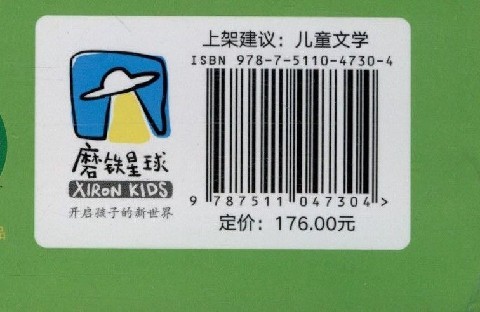 上架建议：儿童文学
ISBN 978-7-5110-4730-4
磨铁星球
XIRON KIDS
开启孩子的新世界
9 787511 047304 >
定价：176.00元